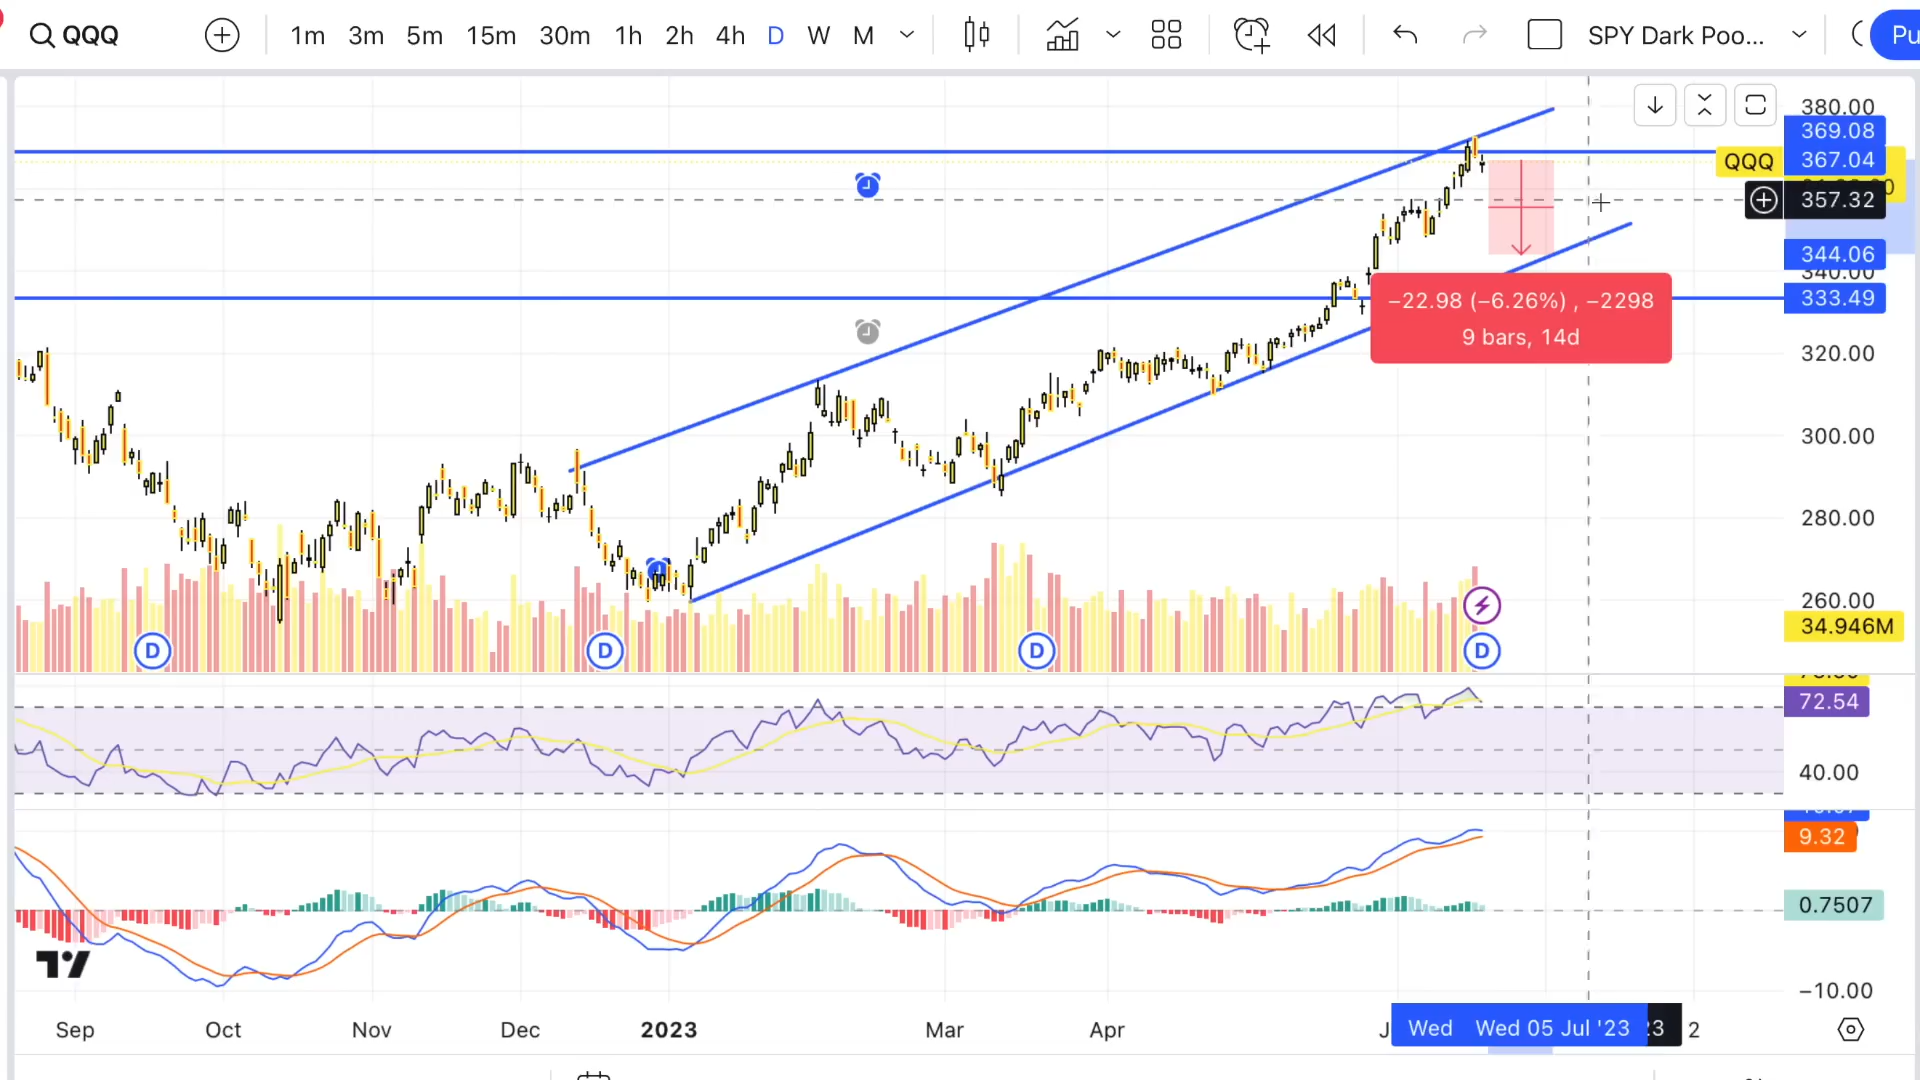 QQQ 1m 3m 5m 15m 30m 1h 2h 4h D W M SPY Dark Poo... Pu
380.00
369.08
QQQ 367.04
357.32
344.06
340.00
333.49
−22.98 (−6.26%) , −2298
9 bars, 14d
320.00
300.00
280.00
260.00
34.946M
D D D D
72.54
40.00
9.32
0.7507
−10.00
Sep Oct Nov Dec 2023 Mar Apr J Wed Wed 05 Jul '23 23 2